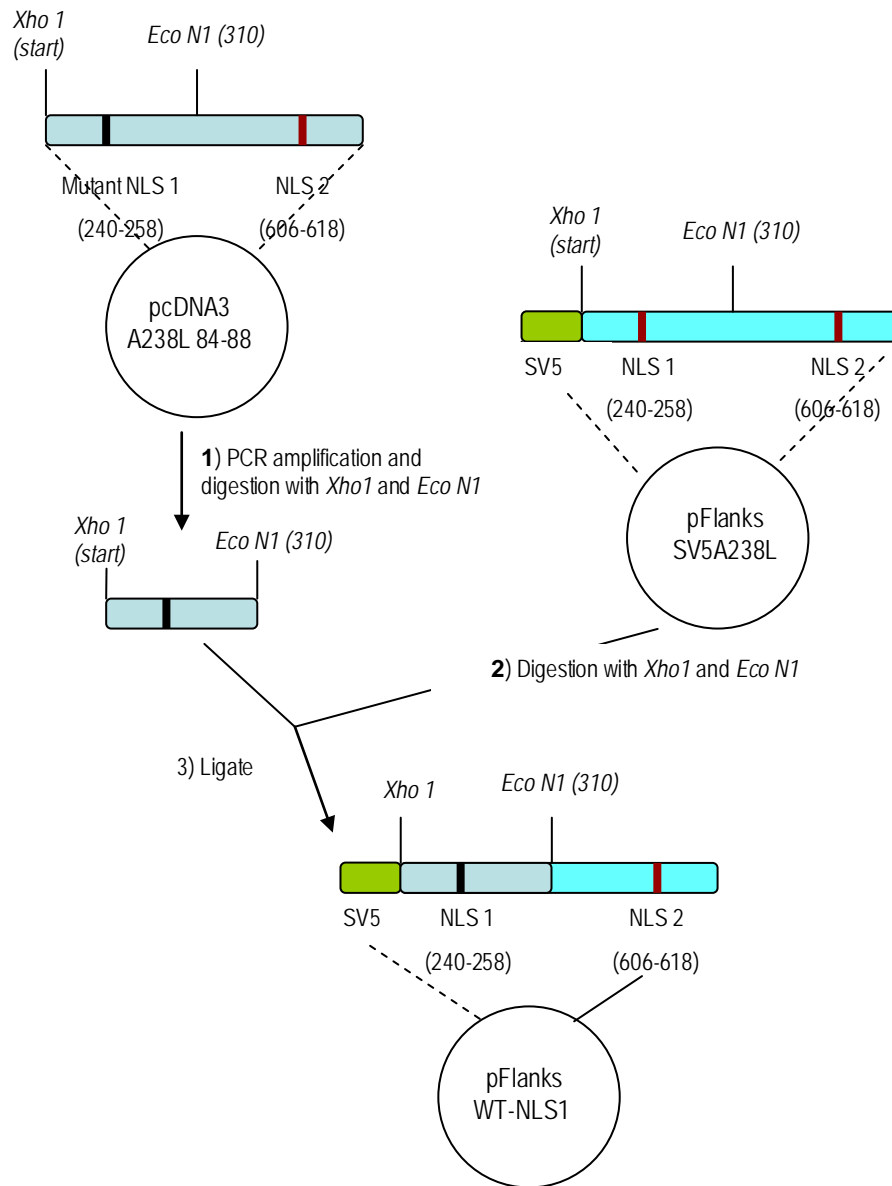 Xho 1
(start)
Eco N1 (310)
Mutant NLS 1
NLS 2
(240-258)
(606-618)
pcDNA3
A238L 84-88
Xho 1
(start)
Eco N1 (310)
SV5
NLS 1
NLS 2
(240-258)
(606-618)
pFlanks
SV5A238L
1) PCR amplification and
digestion with Xho1 and Eco N1
Xho 1
(start)
Eco N1 (310)
2) Digestion with Xho1 and Eco N1
3) Ligate
Xho 1
Eco N1 (310)
SV5
NLS 1
NLS 2
(240-258)
(606-618)
pFlanks
WT-NLS1